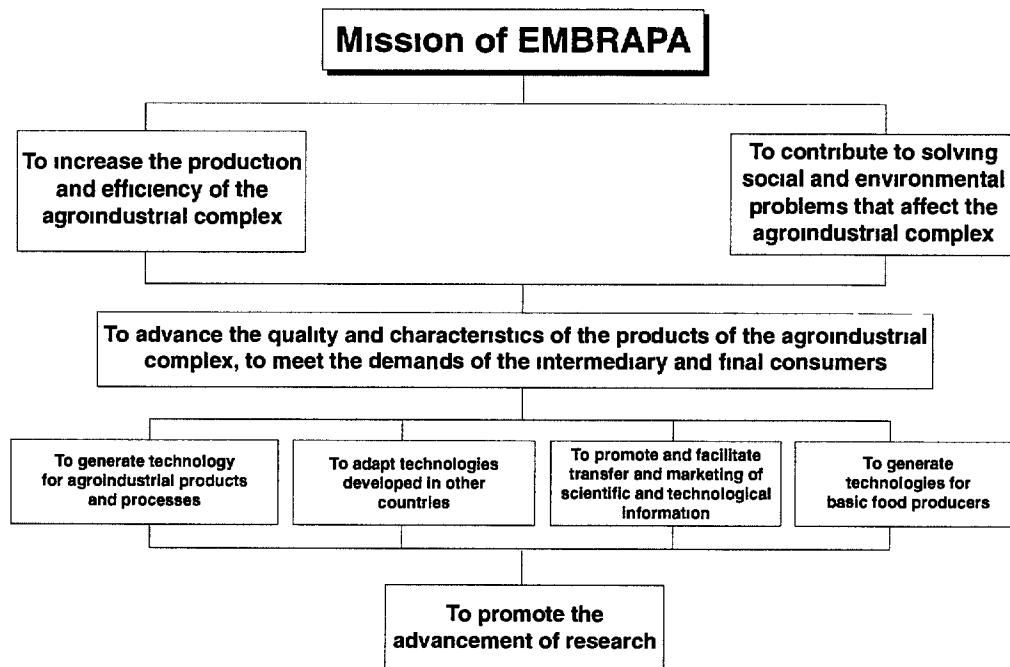 Mission of EMBRAPA
To increase the production
and efficiency of the
agroindustrial complex
To contribute to solving
social and environmental
problems that affect the
agroindustrial complex
To advance the quality and characteristics of the products of the agroindustrial
complex, to meet the demands of the intermediary and final consumers
To generate technology
for agroindustrial products
and processes
To adapt technologies
developed in other
countries
To promote and facilitate
transfer and marketing of
scientific and technological
information
To generate
technologies for
basic food producers
To promote the
advancement of research